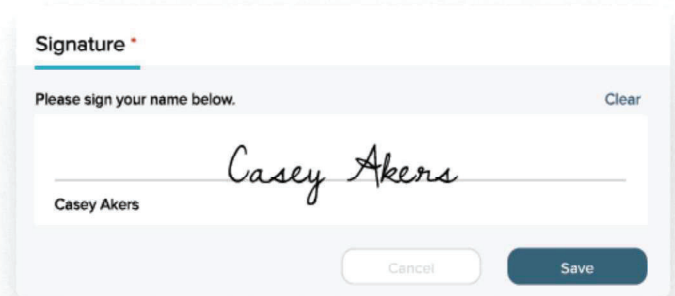 Signature *
Please sign your name below.
Clear
Casey Akers
Casey Akers
Cancel
Save